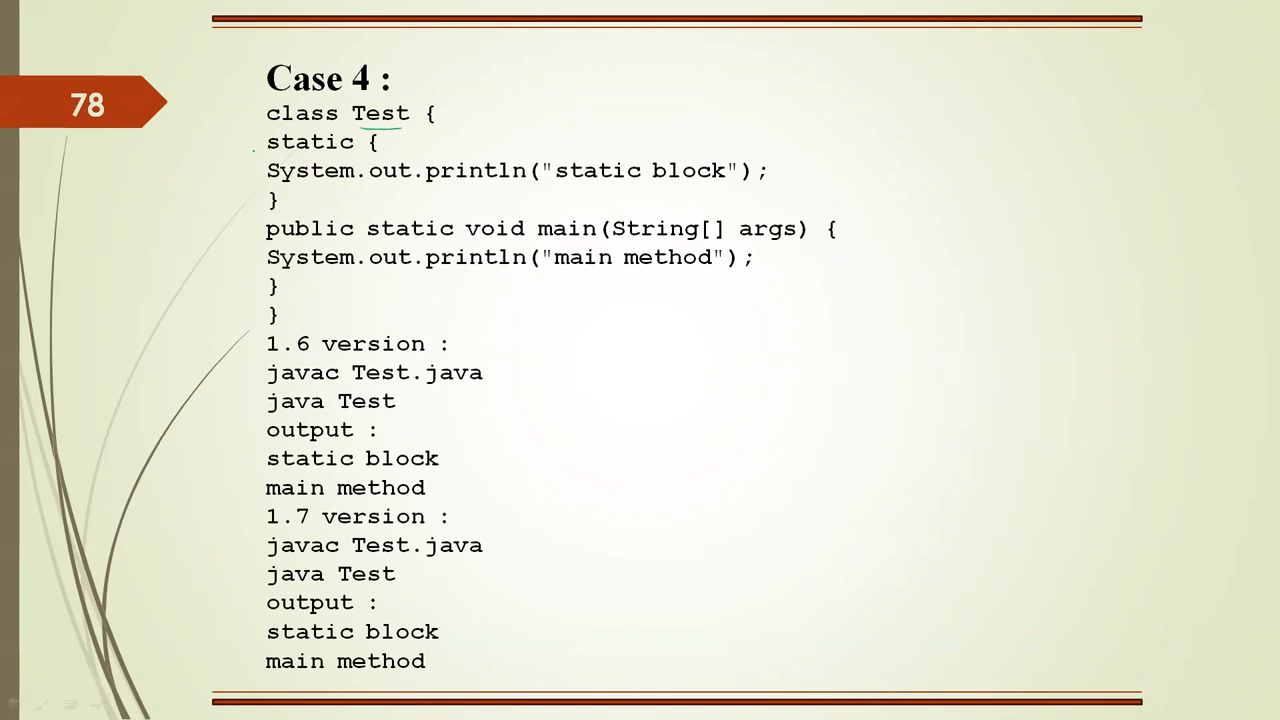 78
Case 4 :
class Test {
static {
System.out.println("static block");
}
public static void main(String[] args) {
System.out.println("main method");
}
}
1.6 version :
javac Test.java
java Test
output :
static block
main method
1.7 version :
javac Test.java
java Test
output :
static block
main method